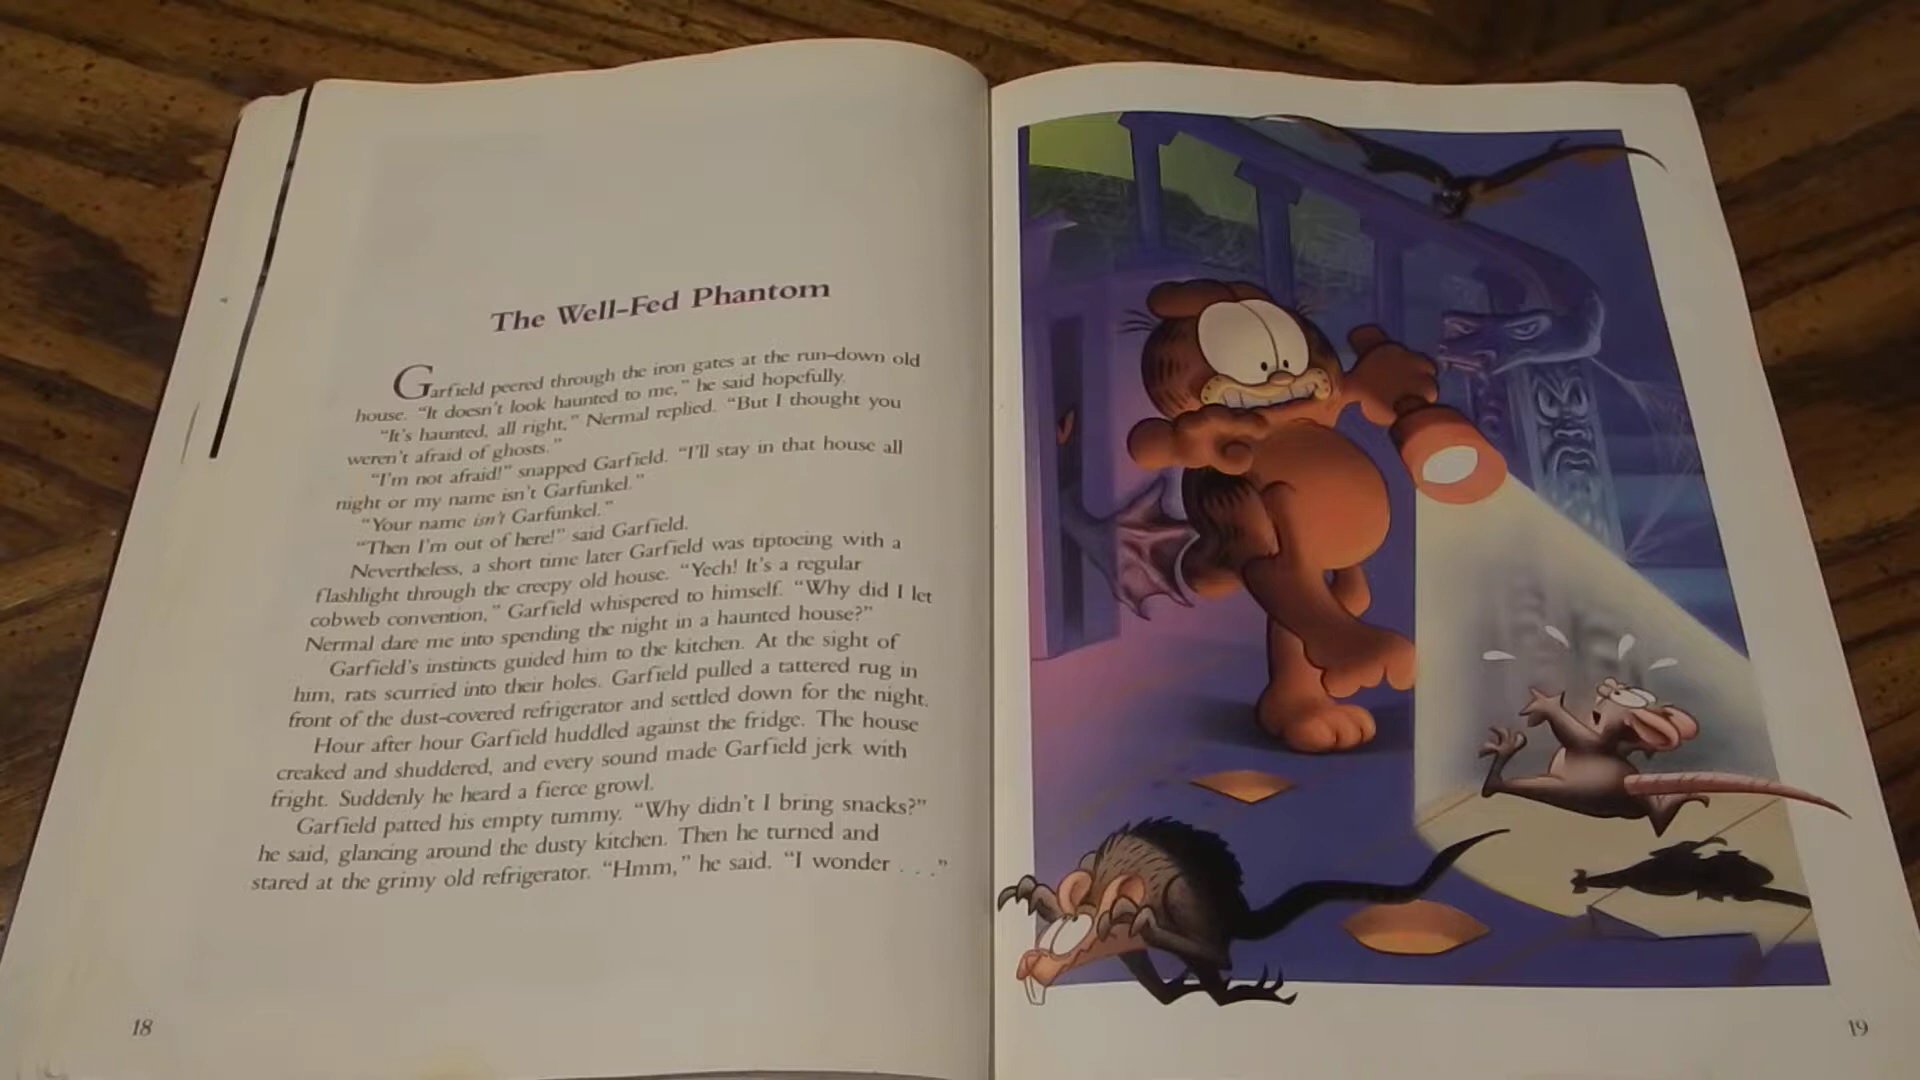 The Well-Fed Phantom
Garfield peered through the iron gates at the run-down old
house. "It doesn't look haunted to me," he said hopefully.
"It's haunted, all right," Nermal replied. "But I thought you
weren't afraid of ghosts."
"I'm not afraid!" snapped Garfield. "I'll stay in that house all
night or my name isn't Garfunkel."
"Your name isn't Garfunkel."
"Then I'm out of here!" said Garfield.
Nevertheless, a short time later Garfield was tiptoeing with a
flashlight through the creepy old house. "Yech! It's a regular
cobweb convention," Garfield whispered to himself. "Why did I let
Nermal dare me into spending the night in a haunted house?"
Garfield's instincts guided him to the kitchen. At the sight of
him, rats scurried into their holes. Garfield pulled a tattered rug in
front of the dust-covered refrigerator and settled down for the night.
Hour after hour Garfield huddled against the fridge. The house
creaked and shuddered, and every sound made Garfield jerk with
fright. Suddenly he heard a fierce growl.
Garfield patted his empty tummy. "Why didn't I bring snacks?"
he said, glancing around the dusty kitchen. Then he turned and
stared at the grimy old refrigerator. "Hmm," he said. "I wonder . . ."
18
19